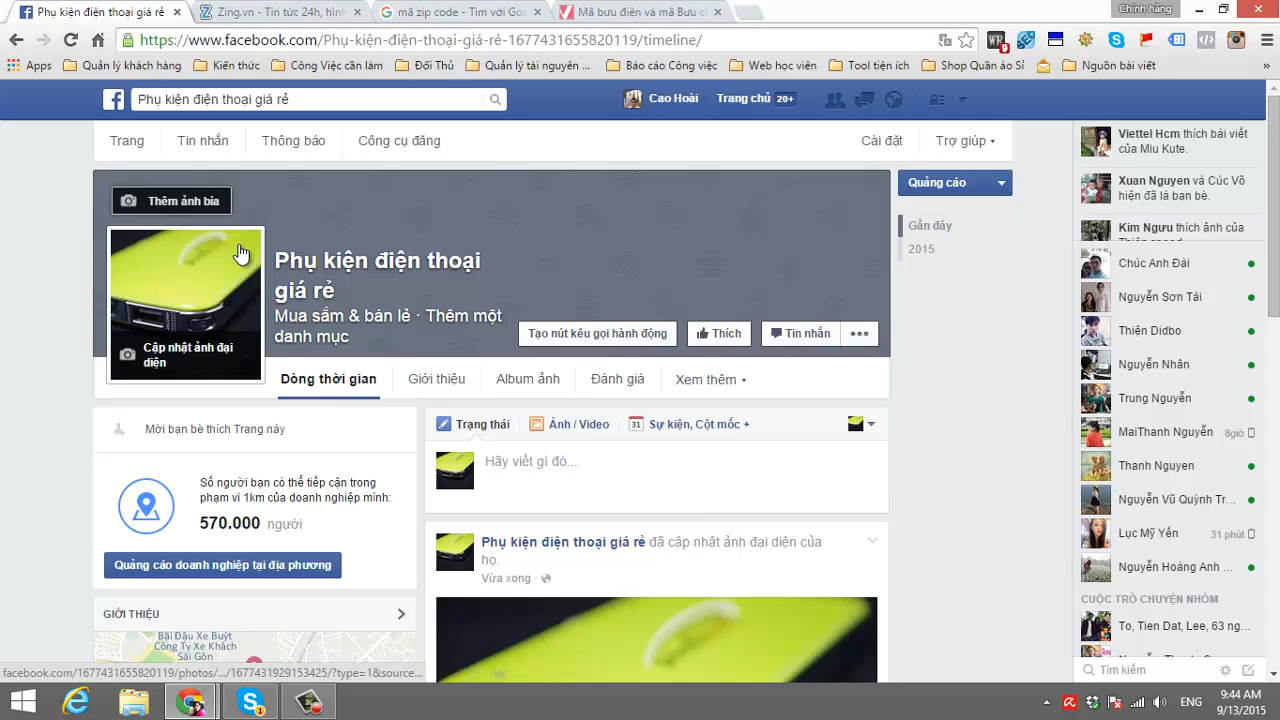 Phụ kiện điện thoại giá rẻ
Zing.vn - Tin tức 24h, hình
mã zip code - Tìm với Goo
Mã bưu điện và mã Bưu c
Chính hãng
https://www.facebook.com/Phụ-kiện-điện-thoại-giá-rẻ-1677431655820119/timeline/
Apps
Quản lý khách hàng
Kiến thức
Công Việc cần làm
Đối Thủ
Quản lý tài nguyên ...
Báo cáo Công việc
Web học viên
Tool tiện ích
Shop Quần áo Sỉ
Nguồn bài viết
»
Phụ kiện điện thoại giá rẻ
Cao Hoài
Trang chủ 20+
Trang
Tin nhắn
Thông báo
Công cụ đăng
Cài đặt
Trợ giúp
Thêm ảnh bìa
Phụ kiện điện thoại
giá rẻ
Mua sắm & bán lẻ · Thêm một
danh mục
Cập nhật ảnh đại
diện
Tạo nút kêu gọi hành động
Thích
Tin nhắn
•••
Quảng cáo
Gần đây
2015
Dòng thời gian
Giới thiệu
Album ảnh
Đánh giá
Xem thêm
Mời bạn bè thích Trang này
Số người bạn có thể tiếp cận trong
phạm vi 1km của doanh nghiệp mình:
570.000 người
Quảng cáo doanh nghiệp tại địa phương
GIỚI THIỆU
Bãi Đậu Xe Buýt
Công Ty Xe Khách
Sài Gòn
Trạng thái
Ảnh / Video
31
Sự kiện, Cột mốc +
Hãy viết gì đó...
Phụ kiện điện thoại giá rẻ đã cập nhật ảnh đại diện của
họ.
Vừa xong ·
Viettel Hcm thích bài viết
của Miu Kute.
Xuan Nguyen và Cúc Võ
hiện đã là bạn bè.
Kim Ngưu thích ảnh của
Chúc Anh Đài
Nguyễn Sơn Tài
Thiện Didbo
Nguyễn Nhân
Trung Nguyễn
MaiThanh Nguyễn 8giờ
Thanh Nguyen
Nguyễn Vũ Quỳnh Tr...
Lục Mỹ Yến 31 phút
Nguyễn Hoàng Anh ...
CUỘC TRÒ CHUYỆN NHÓM
To, Tien Dat, Lee, 63 ng...
Tìm kiếm
facebook.com/1677431655820119/photos/.../1677431929153425/?type=1&source...
ENG
9:44 AM
9/13/2015